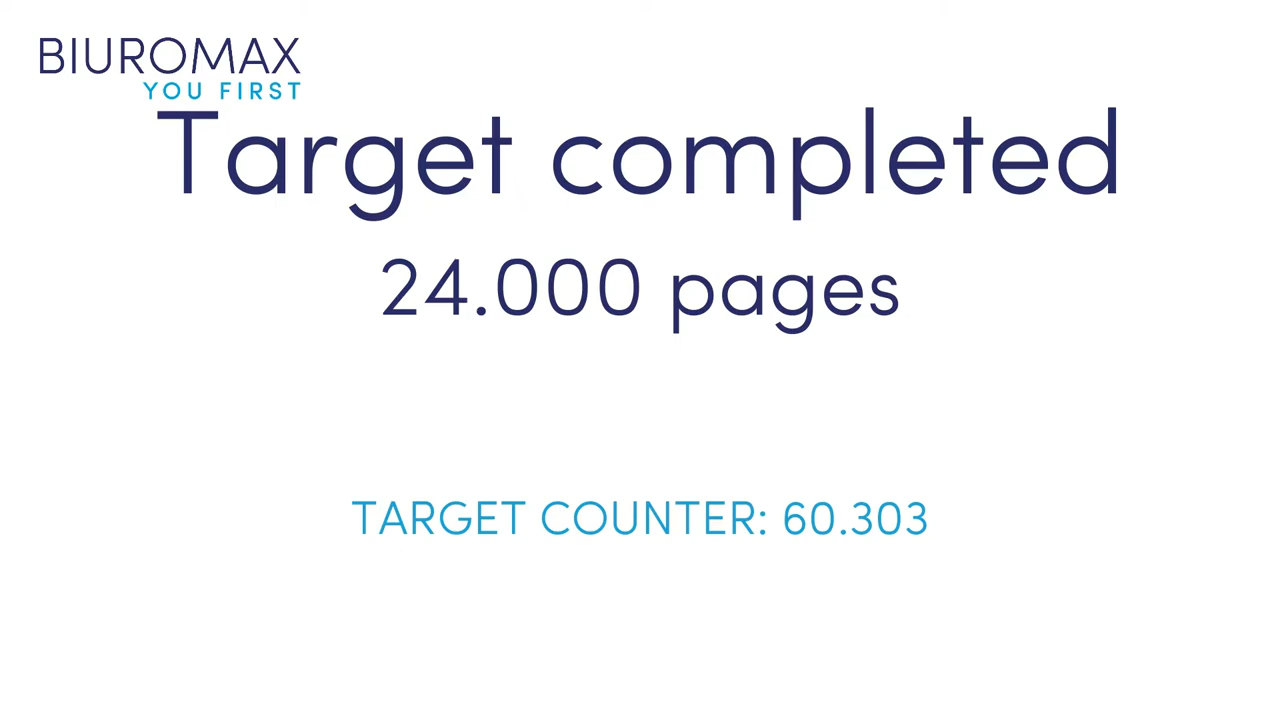 BIUROMAX
YOU FIRST
Target completed
24.000 pages
TARGET COUNTER: 60.303